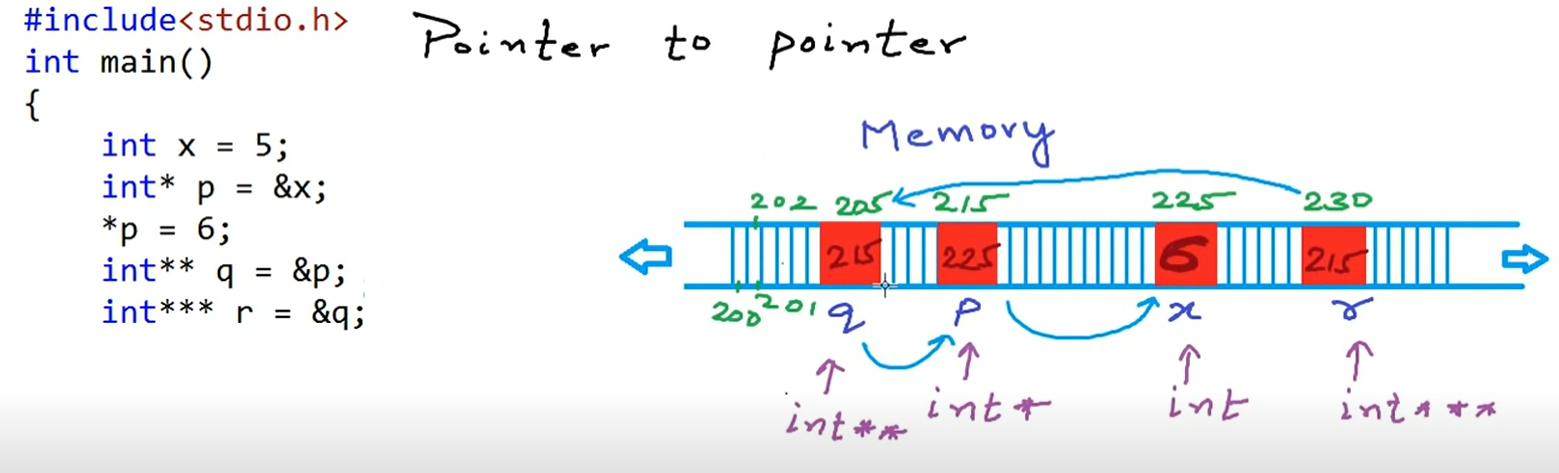 #include<stdio.h>
int main()
{
int x = 5;
int* p = &x;
*p = 6;
int** q = &p;
int*** r = &q;
Pointer to pointer
Memory
202 205 215 225 230
215 225 6 215
200 201 q p x r
int** int* int int***